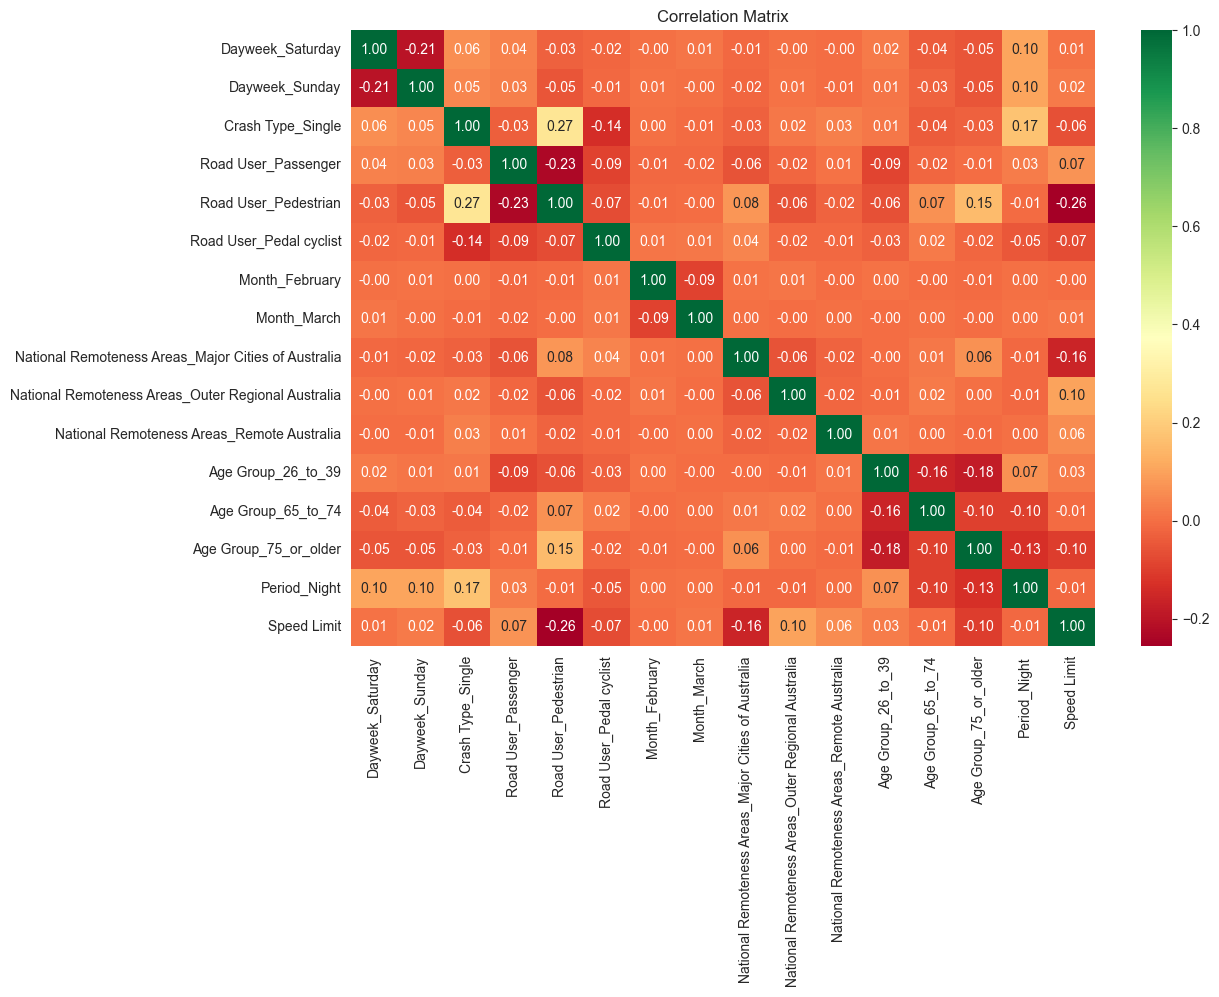 Correlation Matrix
Dayweek_Saturday 1.00 -0.21 0.06 0.04 -0.03 -0.02 -0.00 0.01 -0.01 -0.00 -0.00 0.02 -0.04 -0.05 0.10 0.01
Dayweek_Sunday -0.21 1.00 0.05 0.03 -0.05 -0.01 0.01 -0.00 -0.02 0.01 -0.01 0.01 -0.03 -0.05 0.10 0.02
Crash Type_Single 0.06 0.05 1.00 -0.03 0.27 -0.14 0.00 -0.01 -0.03 0.02 0.03 0.01 -0.04 -0.03 0.17 -0.06
Road User_Passenger 0.04 0.03 -0.03 1.00 -0.23 -0.09 -0.01 -0.02 -0.06 -0.02 0.01 -0.09 -0.02 -0.01 0.03 0.07
Road User_Pedestrian -0.03 -0.05 0.27 -0.23 1.00 -0.07 -0.01 -0.00 0.08 -0.06 -0.02 -0.06 0.07 0.15 -0.01 -0.26
Road User_Pedal cyclist -0.02 -0.01 -0.14 -0.09 -0.07 1.00 0.01 0.01 0.04 -0.02 -0.01 -0.03 0.02 -0.02 -0.05 -0.07
Month_February -0.00 0.01 0.00 -0.01 -0.01 0.01 1.00 -0.09 0.01 0.01 -0.00 0.00 -0.00 -0.01 0.00 -0.00
Month_March 0.01 -0.00 -0.01 -0.02 -0.00 0.01 -0.09 1.00 0.00 -0.00 -0.00 -0.00 0.00 -0.00 0.00 0.01
National Remoteness Areas_Major Cities of Australia -0.01 -0.02 -0.03 -0.06 0.08 0.04 0.01 0.00 1.00 -0.06 -0.02 -0.00 0.01 0.06 -0.01 -0.16
National Remoteness Areas_Outer Regional Australia -0.00 0.01 0.02 -0.02 -0.06 -0.02 0.01 -0.00 -0.06 1.00 -0.02 -0.01 0.02 0.00 -0.01 0.10
National Remoteness Areas_Remote Australia -0.00 -0.01 0.03 0.01 -0.02 -0.01 -0.00 -0.00 -0.02 -0.02 1.00 0.01 0.00 -0.01 0.00 0.06
Age Group_26_to_39 0.02 0.01 0.01 -0.09 -0.06 -0.03 0.00 -0.00 -0.00 -0.01 0.01 1.00 -0.16 -0.18 0.07 0.03
Age Group_65_to_74 -0.04 -0.03 -0.04 -0.02 0.07 0.02 -0.00 0.00 0.01 0.02 0.00 -0.16 1.00 -0.10 -0.10 -0.01
Age Group_75_or_older -0.05 -0.05 -0.03 -0.01 0.15 -0.02 -0.01 -0.00 0.06 0.00 -0.01 -0.18 -0.10 1.00 -0.13 -0.10
Period_Night 0.10 0.10 0.17 0.03 -0.01 -0.05 0.00 0.00 -0.01 -0.01 0.00 0.07 -0.10 -0.13 1.00 -0.01
Speed Limit 0.01 0.02 -0.06 0.07 -0.26 -0.07 -0.00 0.01 -0.16 0.10 0.06 0.03 -0.01 -0.10 -0.01 1.00
Dayweek_Saturday
Dayweek_Sunday
Crash Type_Single
Road User_Passenger
Road User_Pedestrian
Road User_Pedal cyclist
Month_February
Month_March
National Remoteness Areas_Major Cities of Australia
National Remoteness Areas_Outer Regional Australia
National Remoteness Areas_Remote Australia
Age Group_26_to_39
Age Group_65_to_74
Age Group_75_or_older
Period_Night
Speed Limit
1.0
0.8
0.6
0.4
0.2
0.0
−0.2